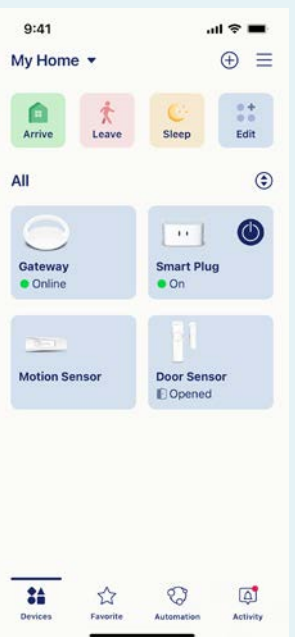 9:41
My Home
Arrive
Leave
Sleep
Edit
All
Gateway
Online
Smart Plug
On
Motion Sensor
Door Sensor
Opened
Devices
Favorite
Automation
Activity